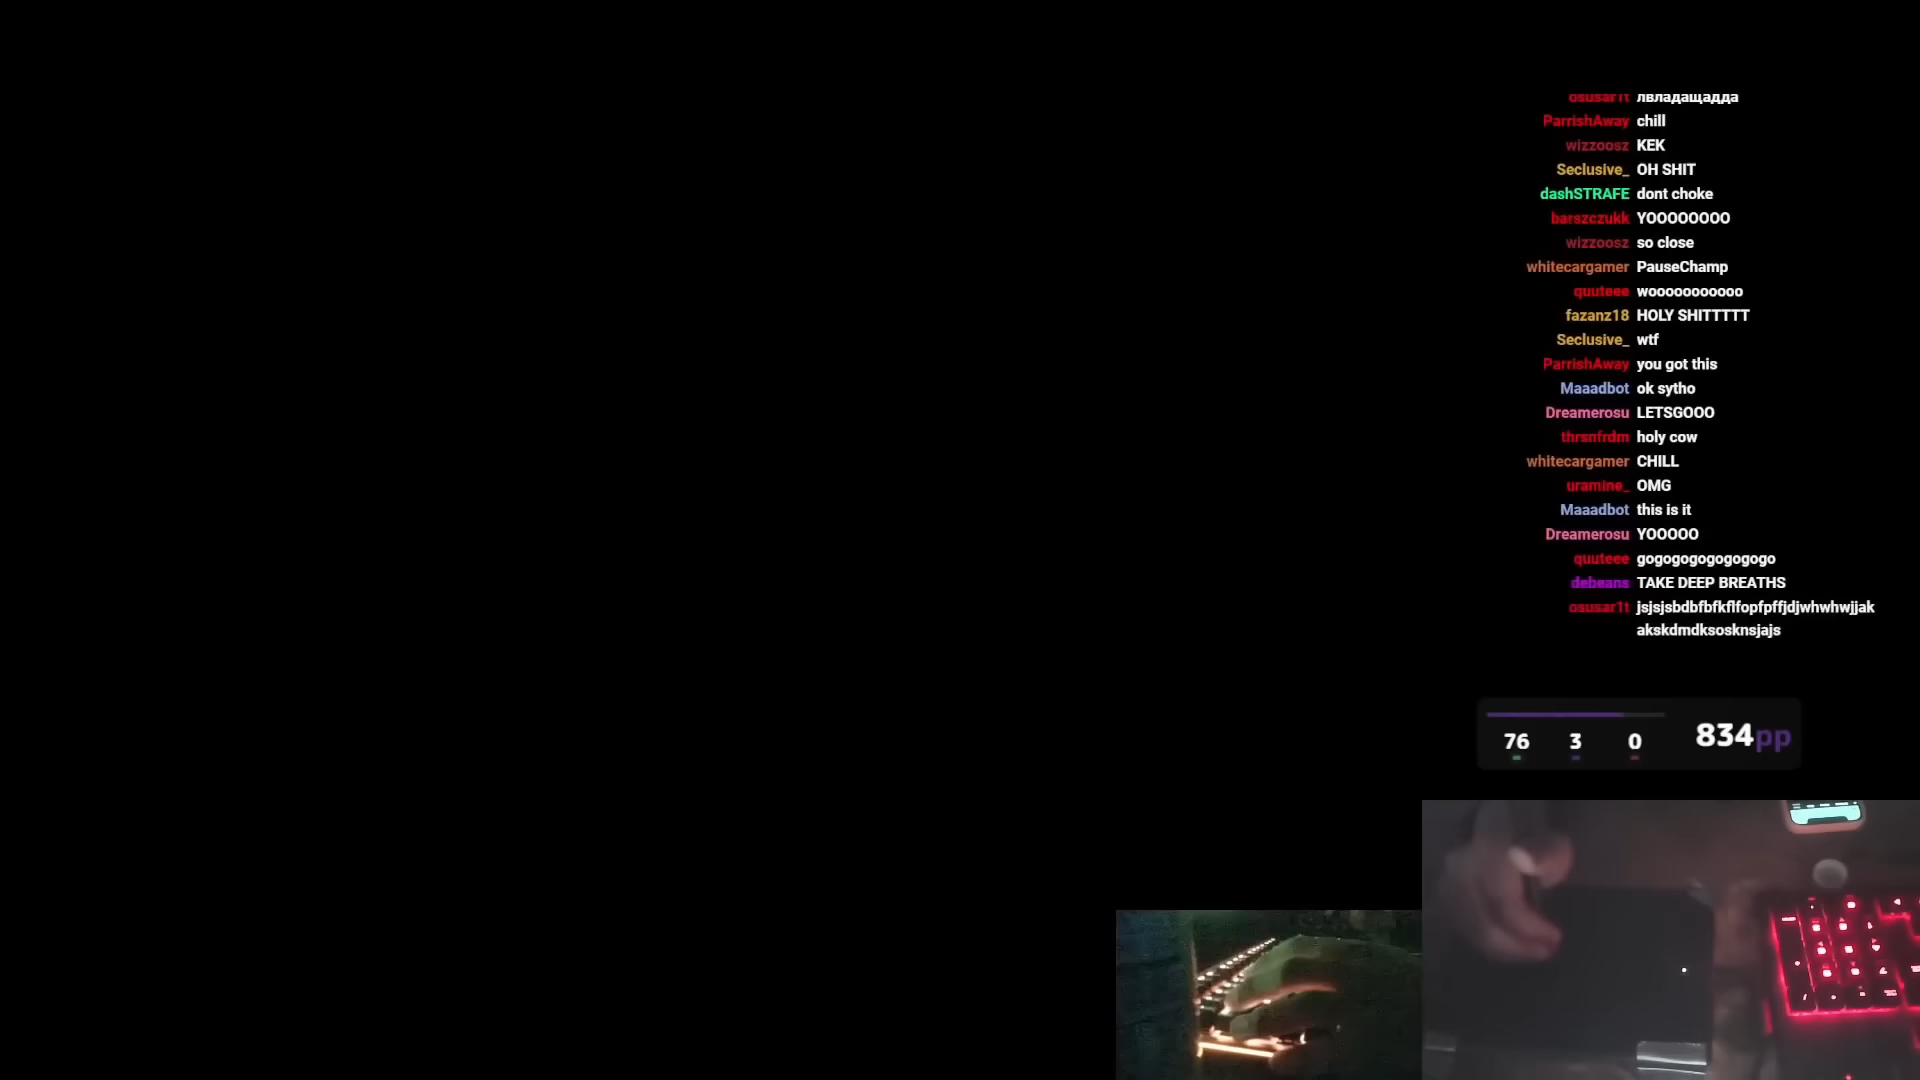 osusar1t лвладащадда
ParrishAway chill
wizzoosz KEK
Seclusive_ OH SHIT
dashSTRAFE dont choke
barszczukk YOOOOOOOO
wizzoosz so close
whitecargamer PauseChamp
quuteee wooooooooooo
fazanz18 HOLY SHITTTTT
Seclusive_ wtf
ParrishAway you got this
Maaadbot ok sytho
Dreamerosu LETSGOOO
thrsnfrdm holy cow
whitecargamer CHILL
uramine_ OMG
Maaadbot this is it
Dreamerosu YOOOOO
quuteee gogogogogogogogo
debeans TAKE DEEP BREATHS
osusar1t jsjsjsbdbfbfkflfopfpffjdjwhwhwjjak
akskdmdksosknsjajs
76 3 0 834pp